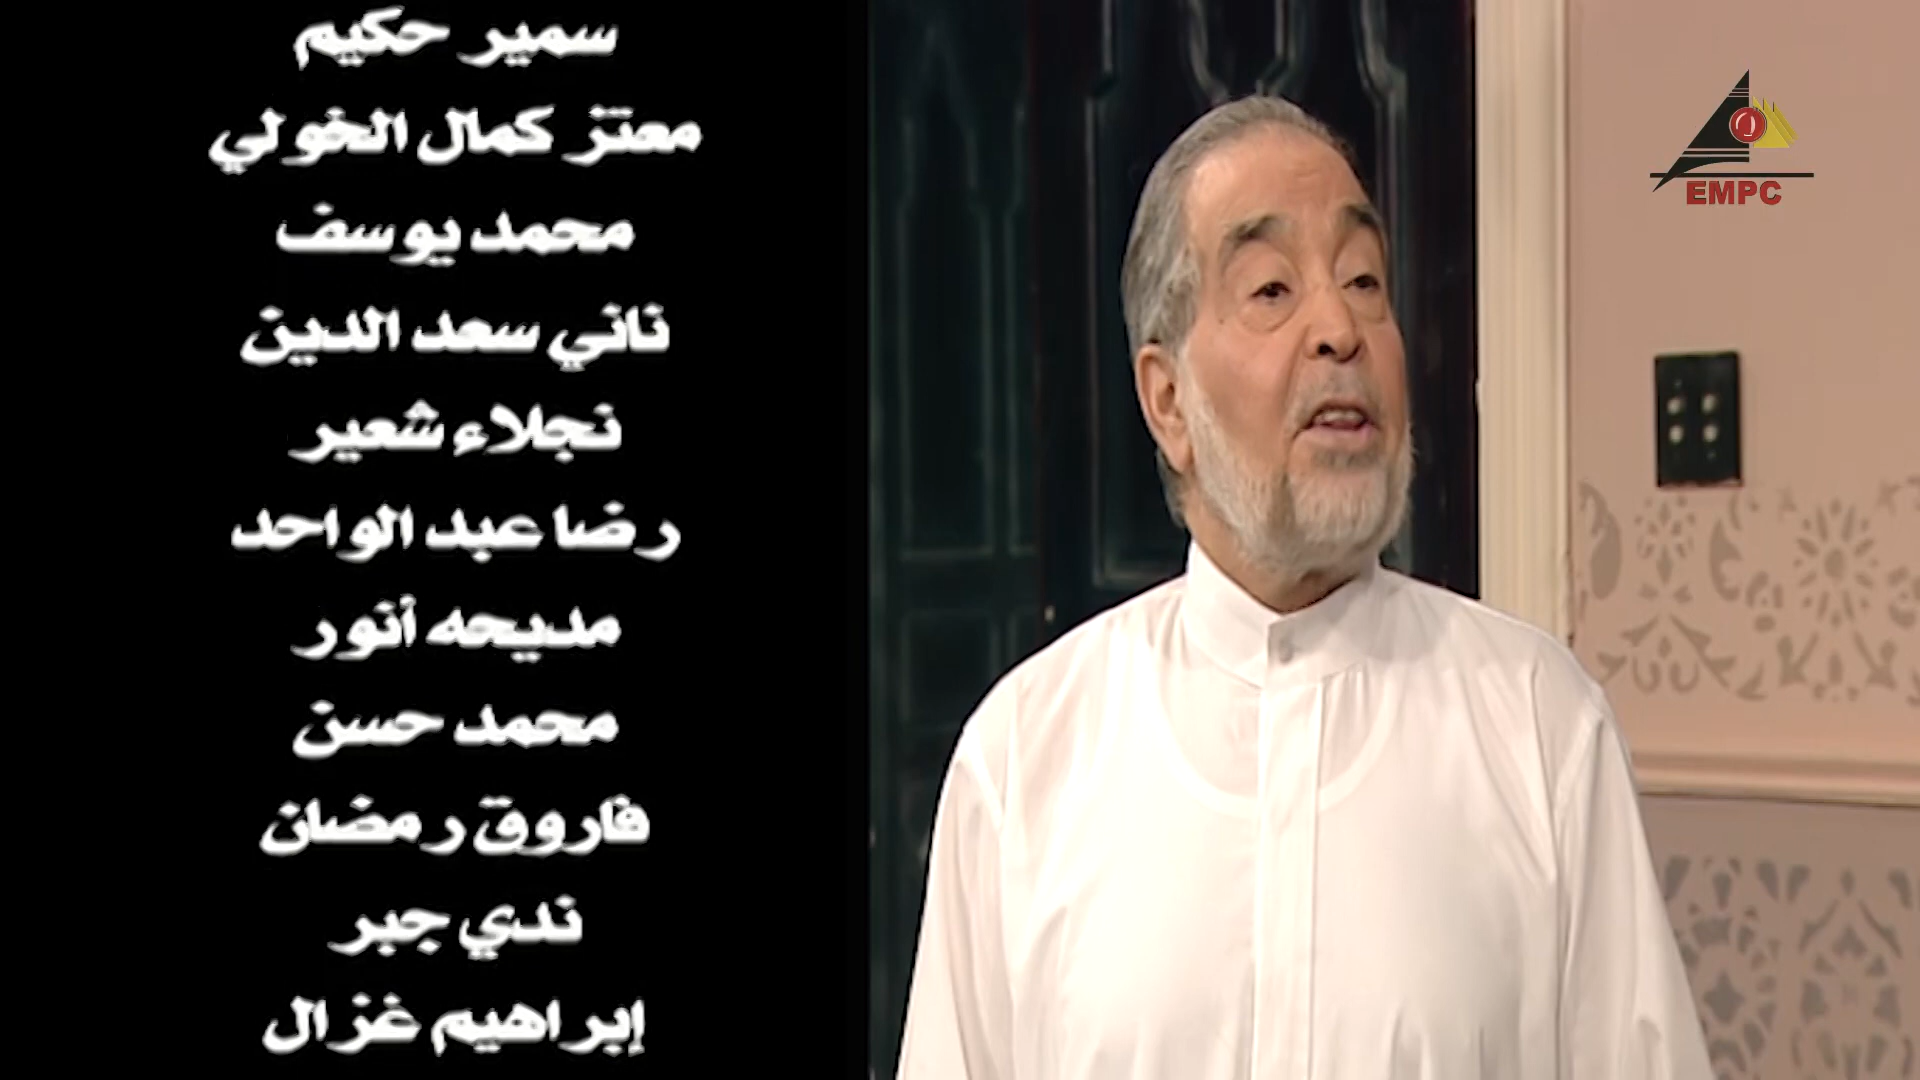 سمير حكيم
معتز كمال الخولي
محمد يوسف
ناني سعد الدين
نجلاء شعير
رضا عبد الواحد
مديحه أنور
محمد حسن
فاروق رمضان
ندي جبر
إبراهيم غزال
EMPC